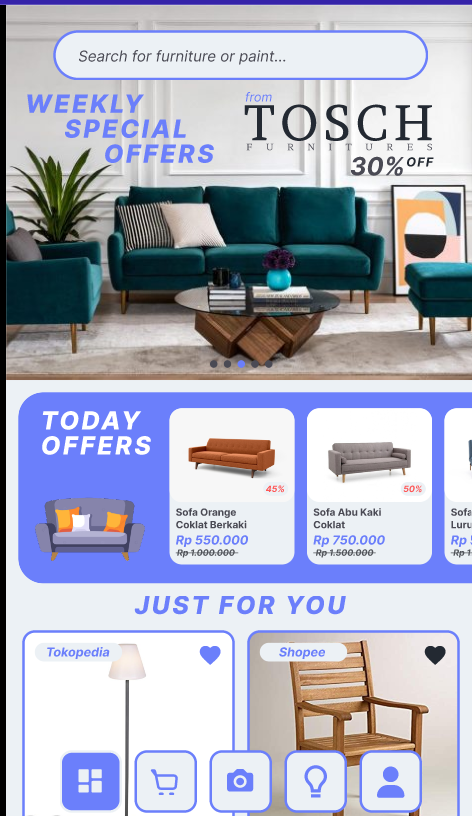 Search for furniture or paint...
WEEKLY
SPECIAL
OFFERS
from
TOSCH
FURNITURES
30% OFF
TODAY
OFFERS
45%
Sofa Orange
Coklat Berkaki
Rp 550.000
Rp 1.000.000
50%
Sofa Abu Kaki
Coklat
Rp 750.000
Rp 1.500.000
Sofa
Luru
Rp
Rp 1.
JUST FOR YOU
Tokopedia
Shopee